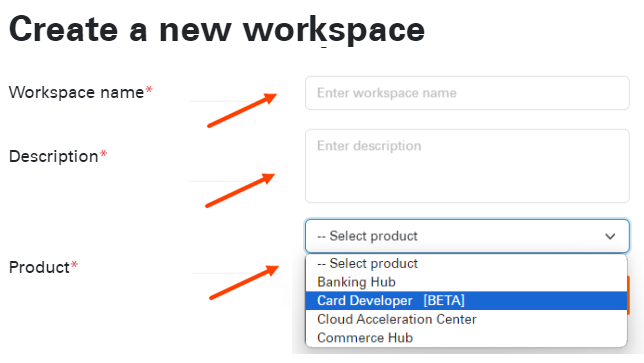 Create a new workspace
Workspace name*
Enter workspace name
Description*
Enter description
-- Select product
Product*
-- Select product
Banking Hub
Card Developer [BETA]
Cloud Acceleration Center
Commerce Hub